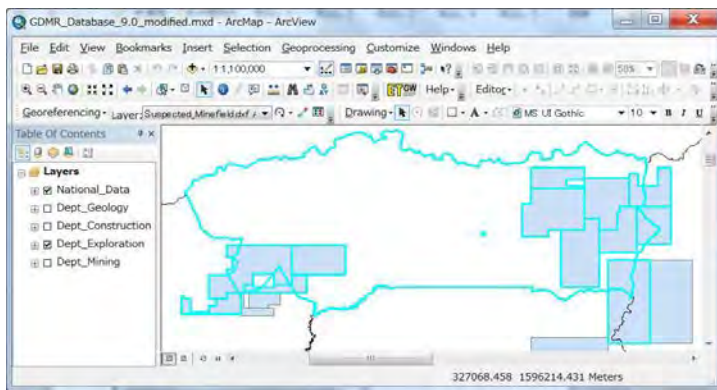 GDMR_Database_9.0_modified.mxd - ArcMap - ArcView
File Edit View Bookmarks Insert Selection Geoprocessing Customize Windows Help
1:1,100,000 50%
ETGW Help Editor
Georeferencing Layer: Suspected_Minefield.dxf Drawing A MS UI Gothic 10 B I U
Table Of Contents
Layers
National_Data
Dept_Geology
Dept_Construction
Dept_Exploration
Dept_Mining
327068.458 1596214.431 Meters